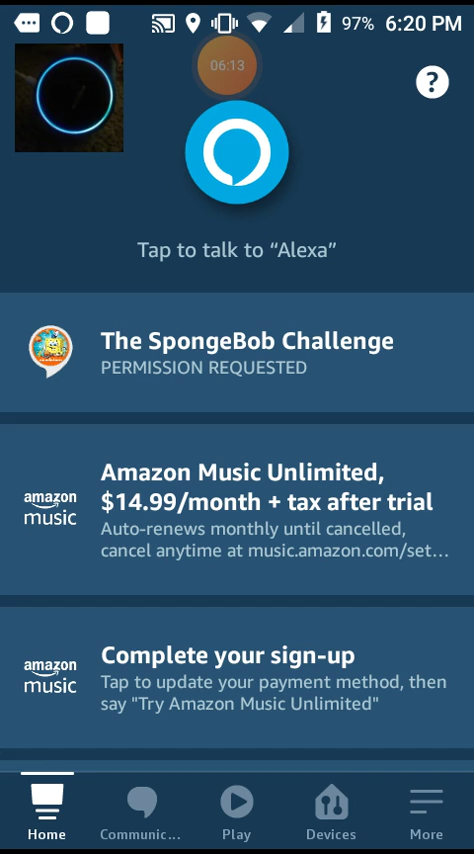 97% 6:20 PM
06:13
?
Tap to talk to “Alexa”
The SpongeBob Challenge
PERMISSION REQUESTED
amazon
music
Amazon Music Unlimited,
$14.99/month + tax after trial
Auto-renews monthly until cancelled,
cancel anytime at music.amazon.com/set...
amazon
music
Complete your sign-up
Tap to update your payment method, then
say "Try Amazon Music Unlimited"
Home Communic... Play Devices More